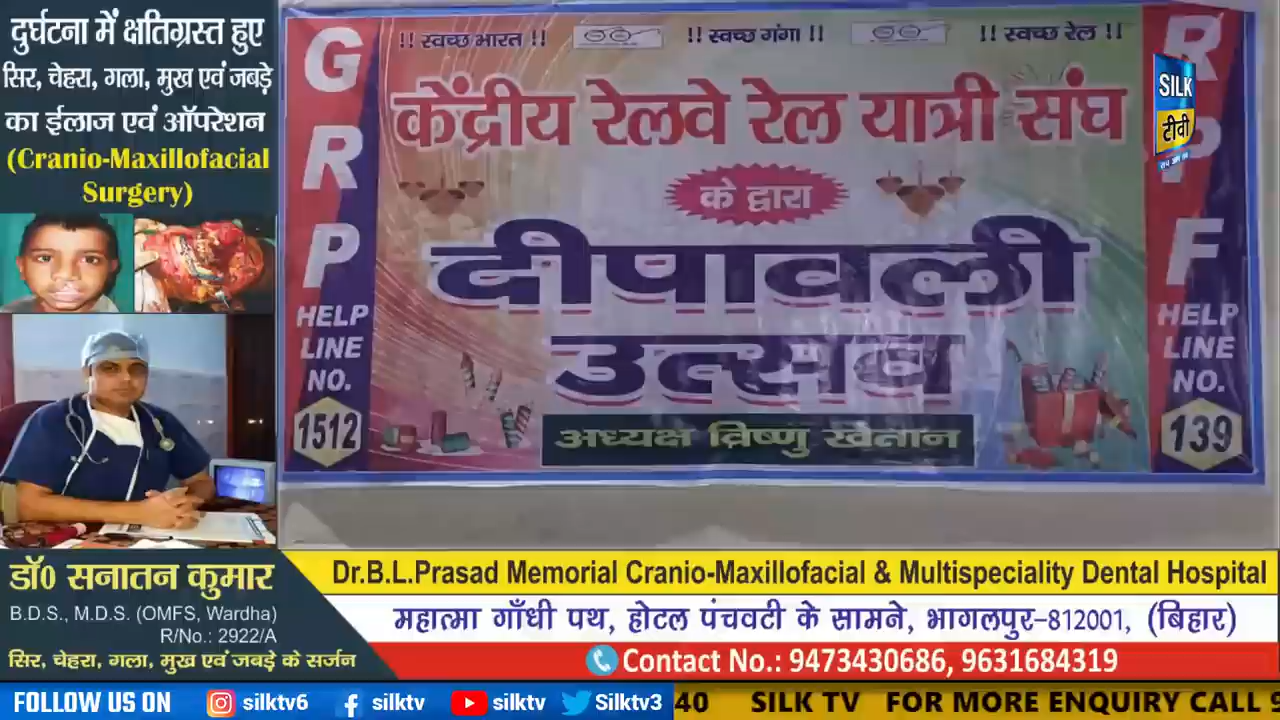 दुर्घटना में क्षतिग्रस्त हुए
सिर, चेहरा, गला, मुख एवं जबड़े
का ईलाज एवं ऑपरेशन
(Cranio-Maxillofacial
Surgery)
!! स्वच्छ भारत !!
!! स्वच्छ गंगा !!
!! स्वच्छ रेल !!
GRP
HELP
LINE
NO.
1512
केंद्रीय रेलवे रेल यात्री संघ
के द्वारा
दीपावली
उत्सव
अध्यक्ष विष्णु खेतान
RPF
HELP
LINE
NO.
139
SILK
टीवी
डॉ0 सनातन कुमार
B.D.S., M.D.S. (OMFS, Wardha)
R/No.: 2922/A
सिर, चेहरा, गला, मुख एवं जबड़े के सर्जन
Dr.B.L.Prasad Memorial Cranio-Maxillofacial & Multispeciality Dental Hospital
महात्मा गाँधी पथ, होटल पंचवटी के सामने, भागलपुर-812001, (बिहार)
Contact No.: 9473430686, 9631684319
FOLLOW US ON silktv6 silktv silktv Silktv3 40 SILK TV FOR MORE ENQUIRY CALL